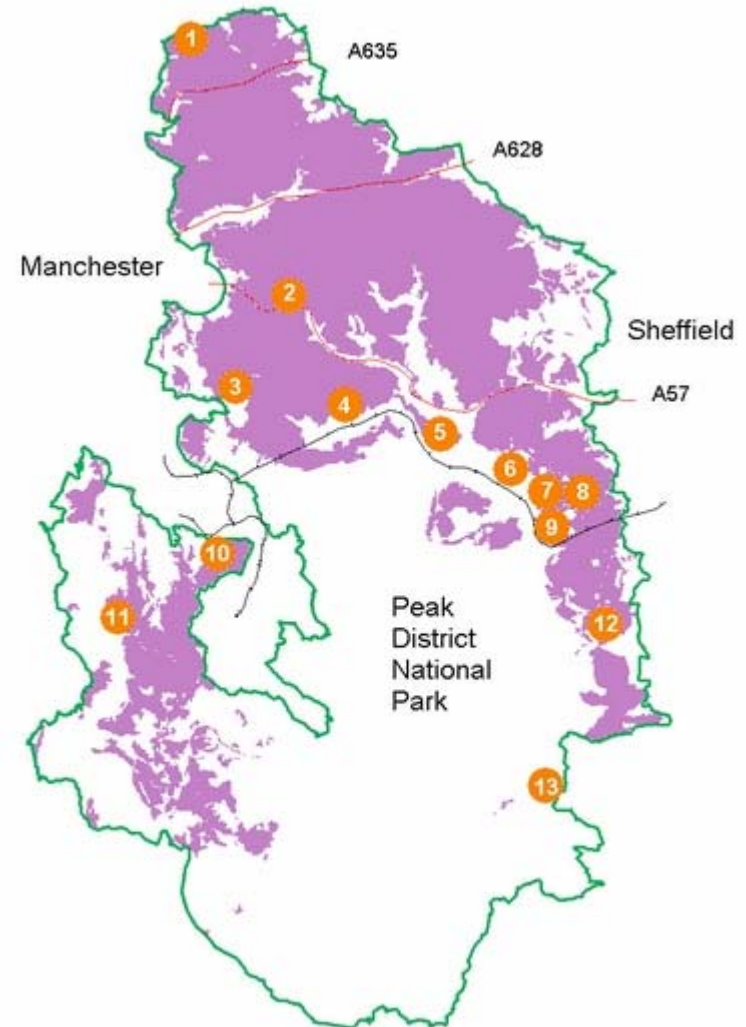 1
A635
A628
Manchester
2
Sheffield
3
A57
4
5
6
7
8
9
10
11
Peak
District
National
Park
12
13